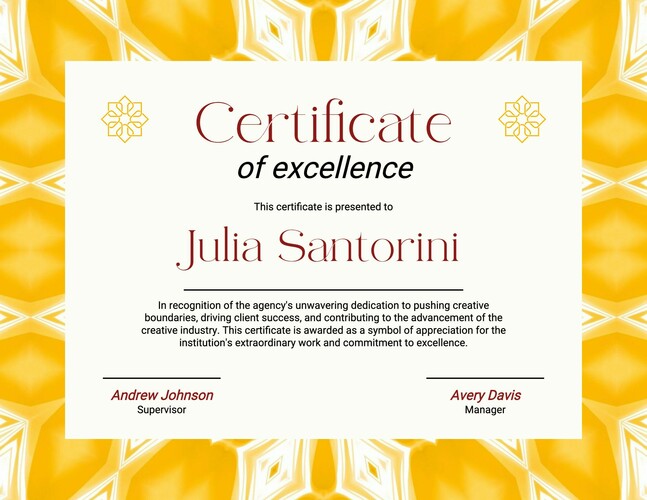 Certificate
of excellence
This certificate is presented to
Julia Santorini
In recognition of the agency's unwavering dedication to pushing creative
boundaries, driving client success, and contributing to the advancement of the
creative industry. This certificate is awarded as a symbol of appreciation for the
institution's extraordinary work and commitment to excellence.
Andrew Johnson
Supervisor
Avery Davis
Manager